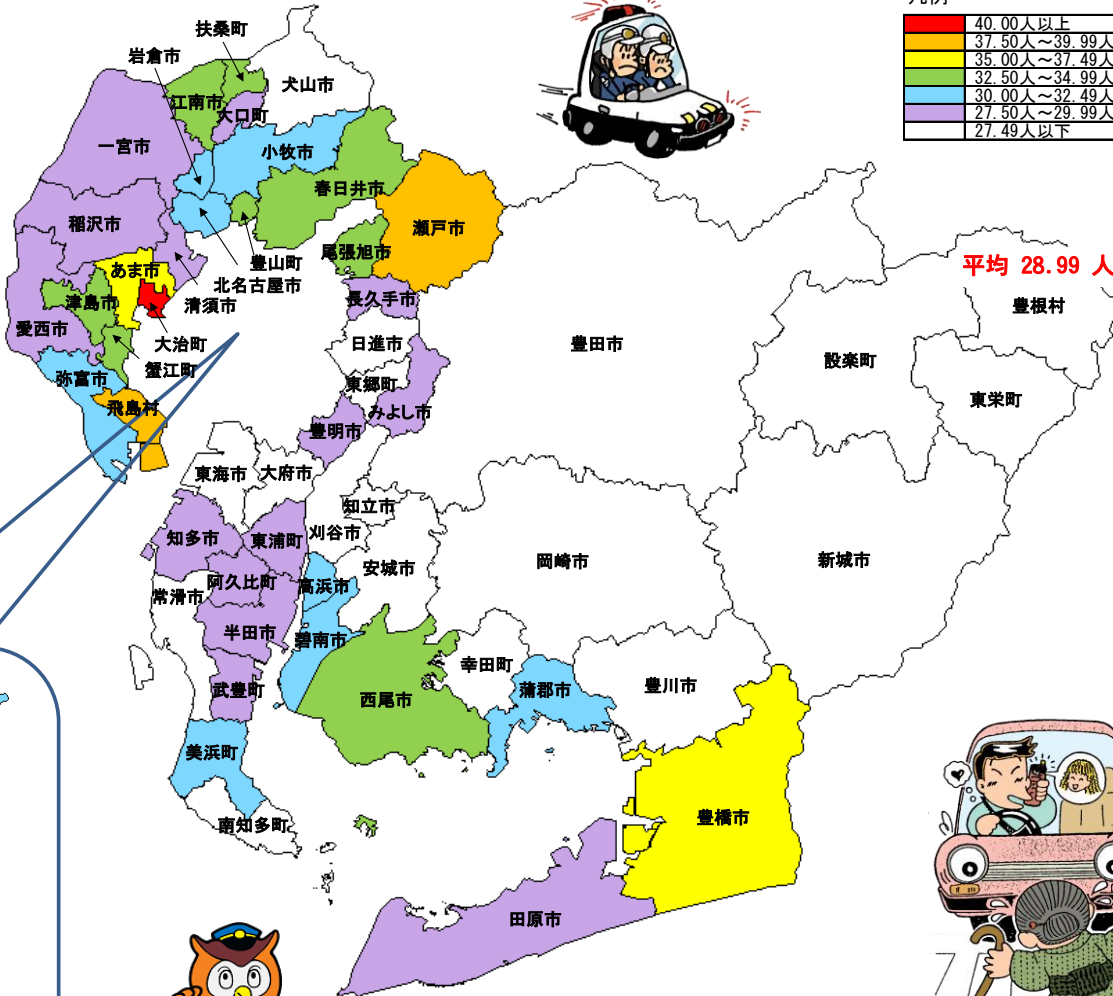 凡例
40.00人以上
37.50人～39.99人
35.00人～37.49人
32.50人～34.99人
30.00人～32.49人
27.50人～29.99人
27.49人以下
平均 28.99 人
扶桑町
岩倉市
犬山市
江南市
大口町
一宮市
小牧市
春日井市
稲沢市
瀬戸市
尾張旭市
豊山町
あま市
北名古屋市
清須市
長久手市
津島市
愛西市
大治町
蟹江町
日進市
豊田市
豊根村
設楽町
弥富市
東郷町
東栄町
飛島村
みよし市
豊明市
東海市
大府市
知立市
知多市
東浦町
刈谷市
岡崎市
新城市
安城市
阿久比町
高浜市
常滑市
半田市
碧南市
幸田町
武豊町
西尾市
蒲郡市
豊川市
美浜町
南知多町
豊橋市
田原市